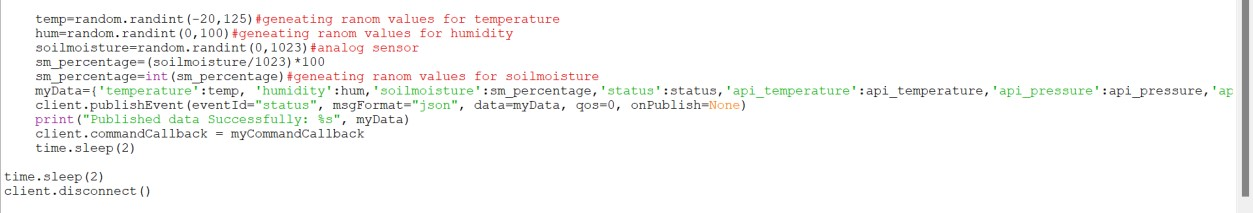 temp=random.randint(-20,125)#geneating ranom values for temperature
hum=random.randint(0,100)#geneating ranom values for humidity
soilmoisture=random.randint(0,1023)#analog sensor
sm_percentage=(soilmoisture/1023)*100
sm_percentage=int(sm_percentage)#geneating ranom values for soilmoisture
myData={'temperature':temp, 'humidity':hum,'soilmoisture':sm_percentage,'status':status,'api_temperature':api_temperature,'api_pressure':api_pressure,'ap
client.publishEvent(eventId="status", msgFormat="json", data=myData, qos=0, onPublish=None)
print("Published data Successfully: %s", myData)
client.commandCallback = myCommandCallback
time.sleep(2)
time.sleep(2)
client.disconnect()